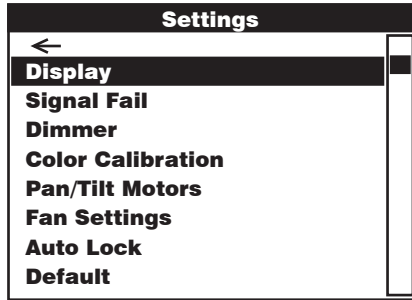 Settings
←
Display
Signal Fail
Dimmer
Color Calibration
Pan/Tilt Motors
Fan Settings
Auto Lock
Default